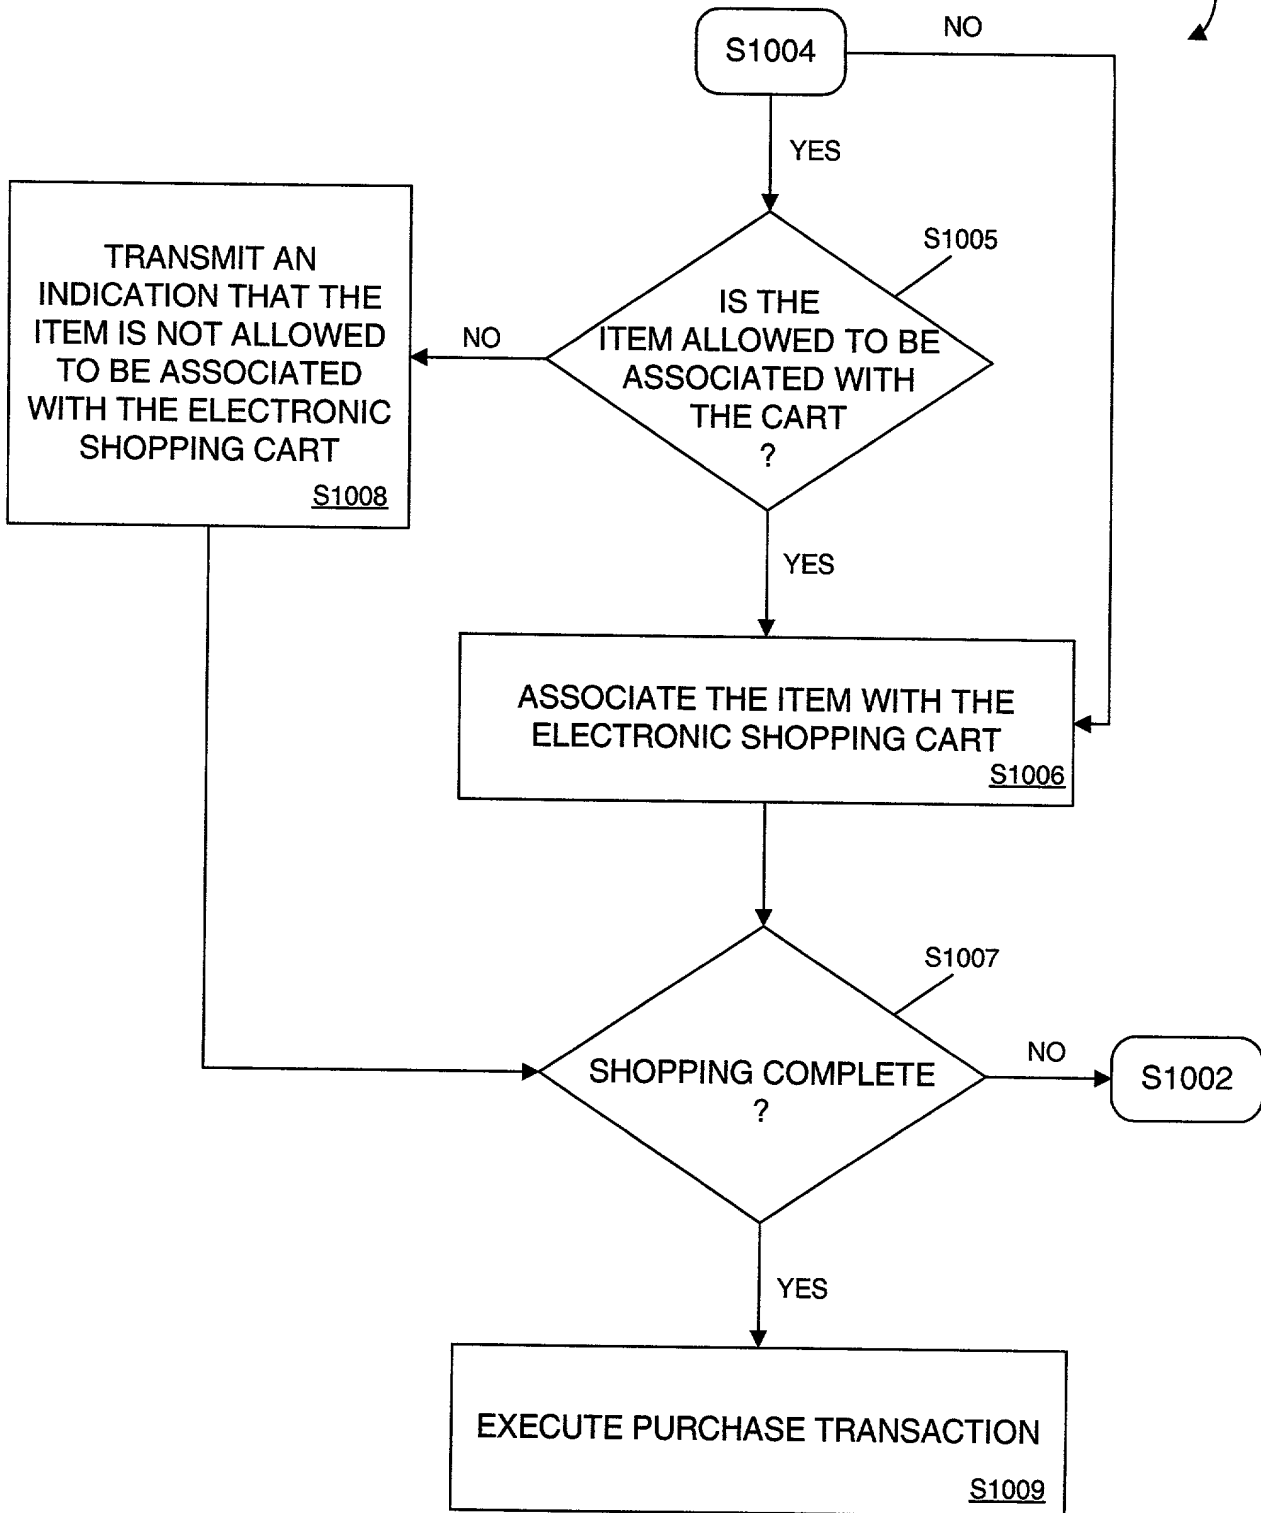 S1004
NO
YES
S1005
IS THE
ITEM ALLOWED TO BE
ASSOCIATED WITH
THE CART
?
NO
TRANSMIT AN
INDICATION THAT THE
ITEM IS NOT ALLOWED
TO BE ASSOCIATED
WITH THE ELECTRONIC
SHOPPING CART
S1008
YES
ASSOCIATE THE ITEM WITH THE
ELECTRONIC SHOPPING CART
S1006
S1007
SHOPPING COMPLETE
?
NO
S1002
YES
EXECUTE PURCHASE TRANSACTION
S1009